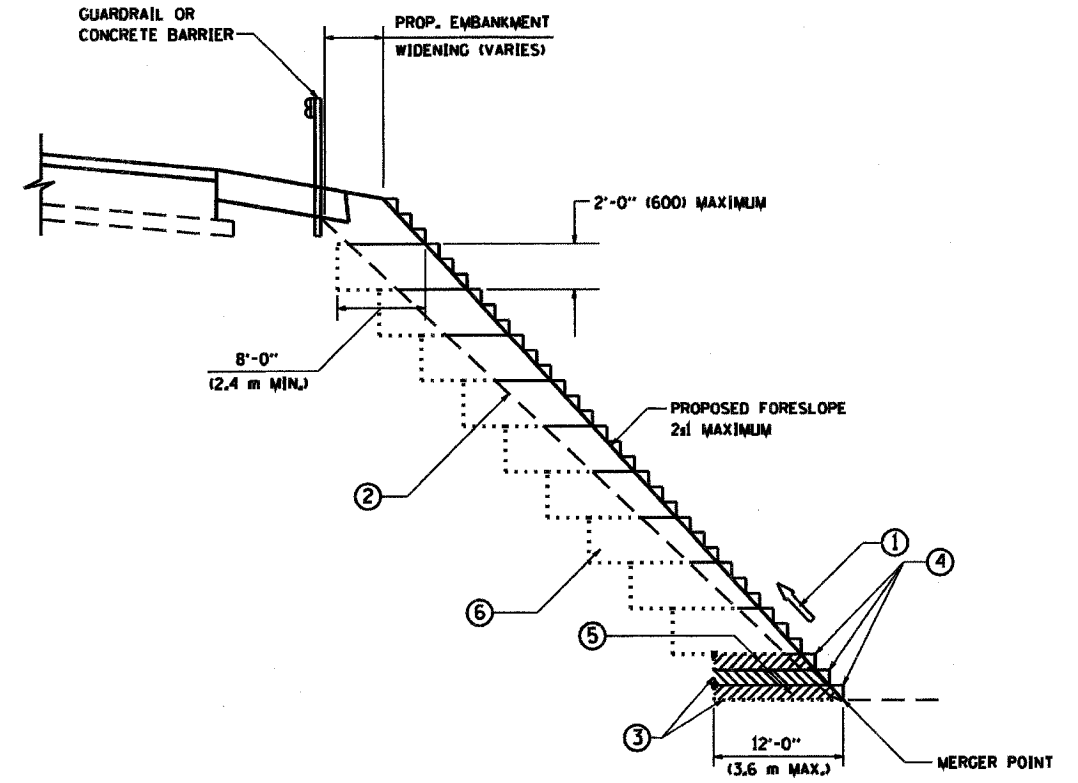 GUARDRAIL OR
CONCRETE BARRIER
PROP. EMBANKMENT
WIDENING (VARIES)
2'-0" (600) MAXIMUM
8'-0"
(2.4 m MIN.)
PROPOSED FORESLOPE
2:1 MAXIMUM
2
1
4
6
5
3
12'-0"
(3.6 m MAX.)
MERGER POINT